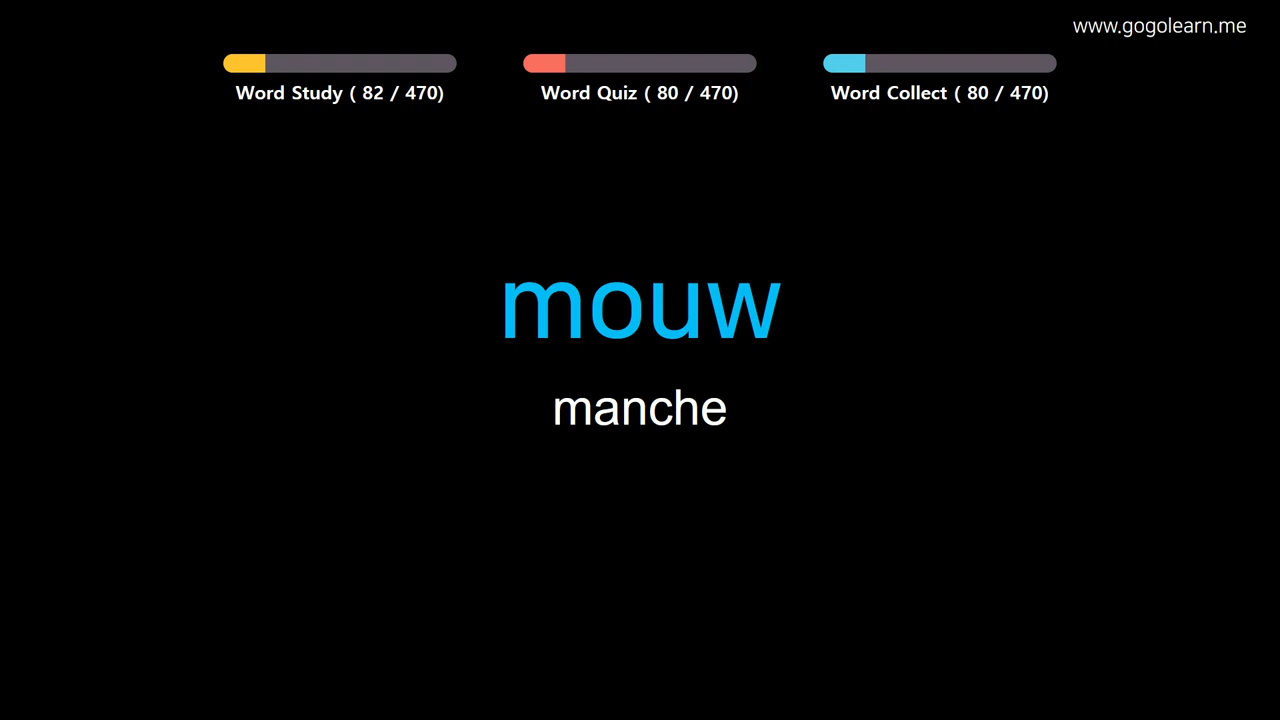 www.gogolearn.me
Word Study ( 82 / 470)
Word Quiz ( 80 / 470)
Word Collect ( 80 / 470)
mouw
manche